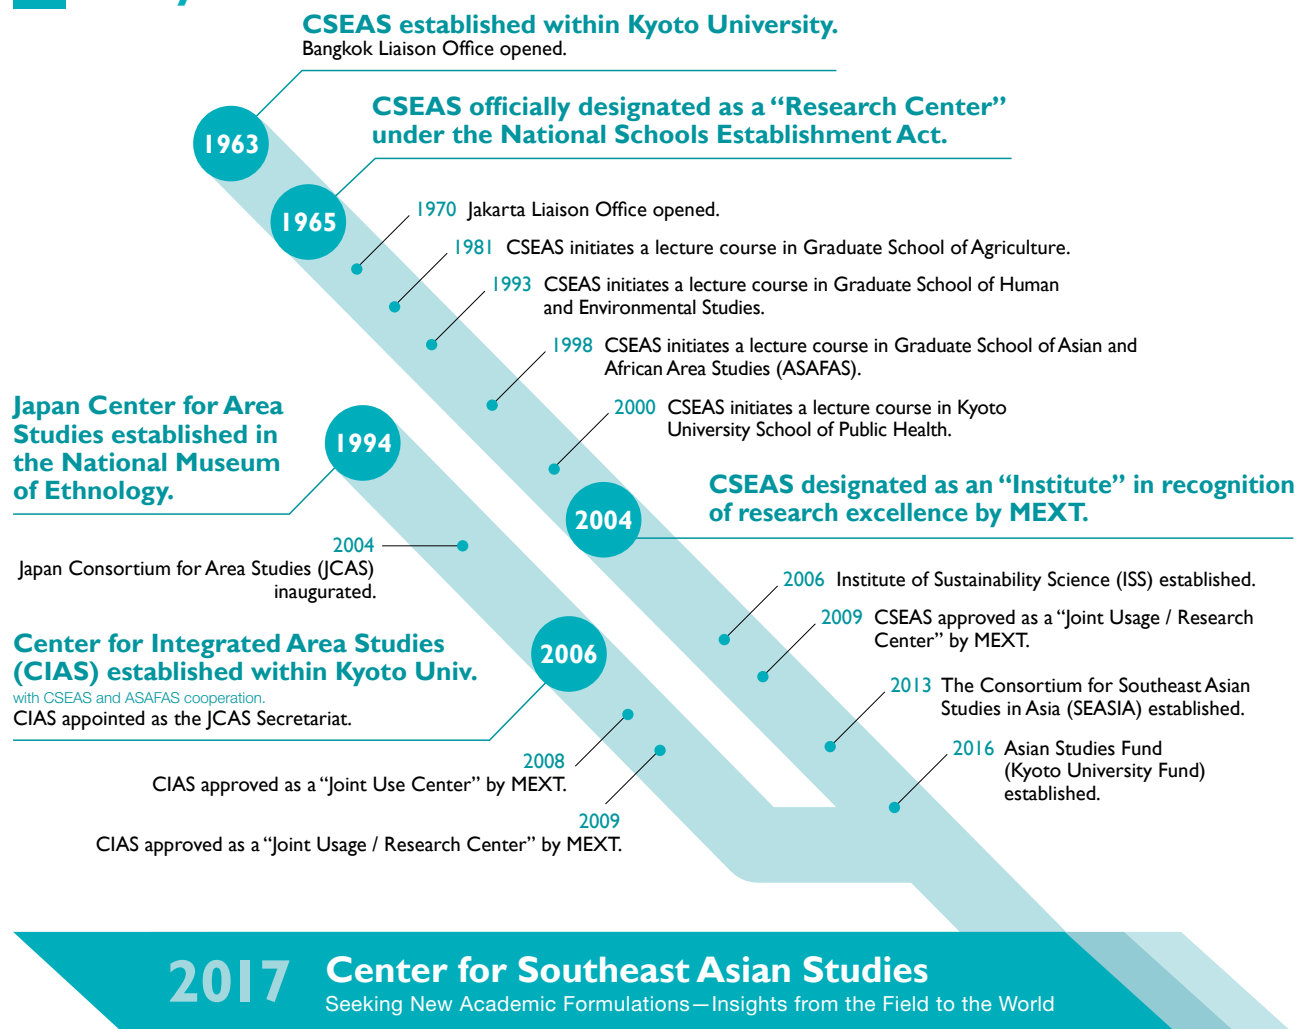 CSEAS established within Kyoto University.
Bangkok Liaison Office opened.
1963
CSEAS officially designated as a “Research Center”
under the National Schools Establishment Act.
1965
1970 Jakarta Liaison Office opened.
1981 CSEAS initiates a lecture course in Graduate School of Agriculture.
1993 CSEAS initiates a lecture course in Graduate School of Human
and Environmental Studies.
1998 CSEAS initiates a lecture course in Graduate School of Asian and
African Area Studies (ASAFAS).
2000 CSEAS initiates a lecture course in Kyoto
University School of Public Health.
2004
CSEAS designated as an “Institute” in recognition
of research excellence by MEXT.
2006 Institute of Sustainability Science (ISS) established.
2009 CSEAS approved as a “Joint Usage / Research
Center” by MEXT.
2013 The Consortium for Southeast Asian
Studies in Asia (SEASIA) established.
2016 Asian Studies Fund
(Kyoto University Fund)
established.
Japan Center for Area
Studies established in
the National Museum
of Ethnology.
1994
2004
Japan Consortium for Area Studies (JCAS)
inaugurated.
Center for Integrated Area Studies
(CIAS) established within Kyoto Univ.
with CSEAS and ASAFAS cooperation.
CIAS appointed as the JCAS Secretariat.
2006
2008
CIAS approved as a “Joint Use Center” by MEXT.
2009
CIAS approved as a “Joint Usage / Research Center” by MEXT.
2017 Center for Southeast Asian Studies
Seeking New Academic Formulations—Insights from the Field to the World